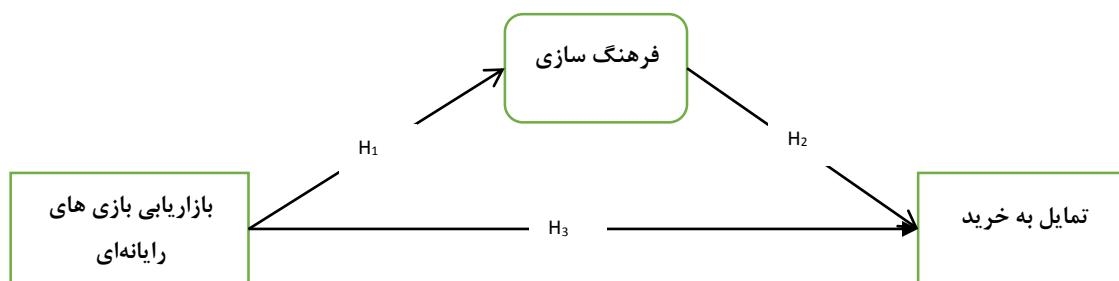 فرهنگ سازی
H1
H2
بازاریابی بازی های
رایانه‌ای
تمایل به خرید
H3